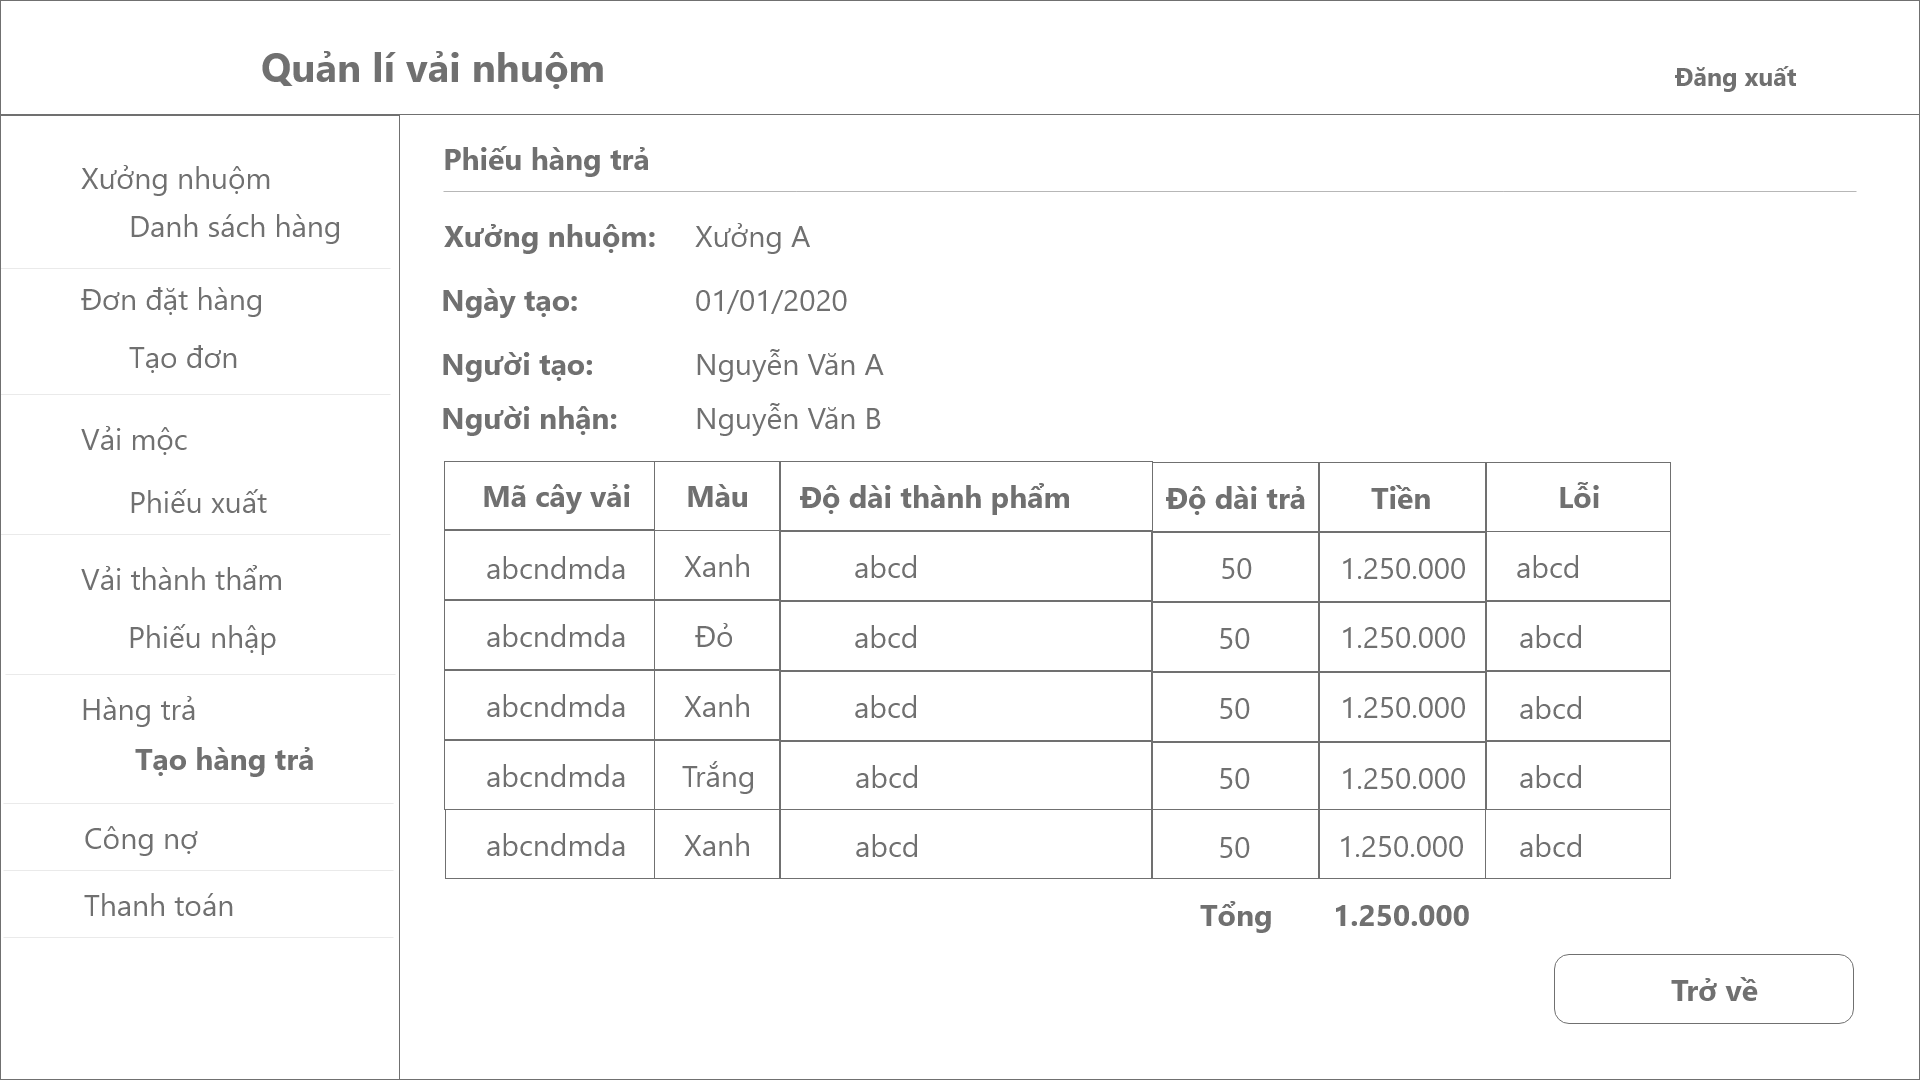 Quản lí vải nhuộm
Đăng xuất
Xưởng nhuộm
Danh sách hàng
Đơn đặt hàng
Tạo đơn
Vải mộc
Phiếu xuất
Vải thành thẩm
Phiếu nhập
Hàng trả
Tạo hàng trả
Công nợ
Thanh toán
Phiếu hàng trả
Xưởng nhuộm: Xưởng A
Ngày tạo: 01/01/2020
Người tạo: Nguyễn Văn A
Người nhận: Nguyễn Văn B
Mã cây vải Màu Độ dài thành phẩm Độ dài trả Tiền Lỗi
abcndmda Xanh abcd 50 1.250.000 abcd
abcndmda Đỏ abcd 50 1.250.000 abcd
abcndmda Xanh abcd 50 1.250.000 abcd
abcndmda Trắng abcd 50 1.250.000 abcd
abcndmda Xanh abcd 50 1.250.000 abcd
Tổng 1.250.000
Trở về